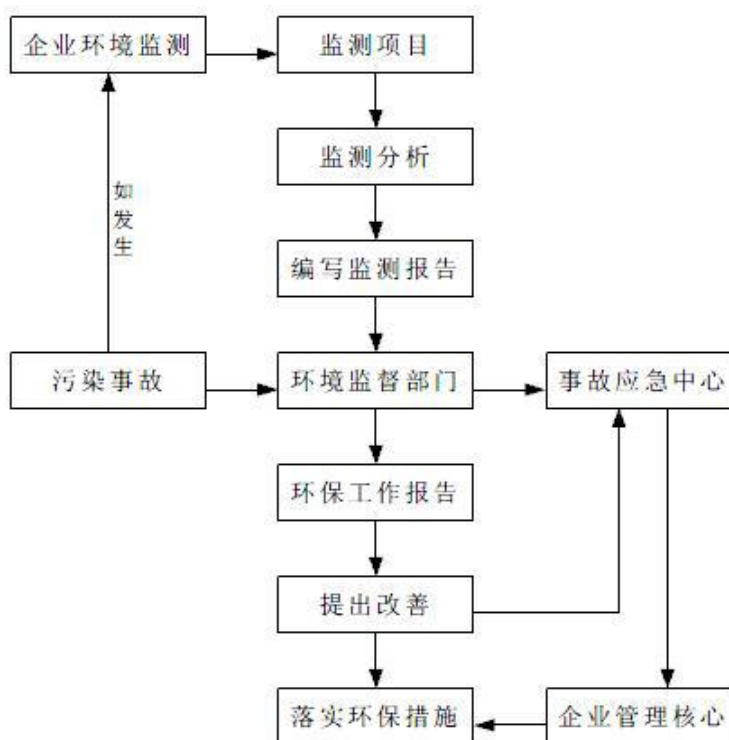 企业环境监测
监测项目
监测分析
如发生
编写监测报告
污染事故
环境监督部门
事故应急中心
环保工作报告
提出改善
落实环保措施
企业管理核心